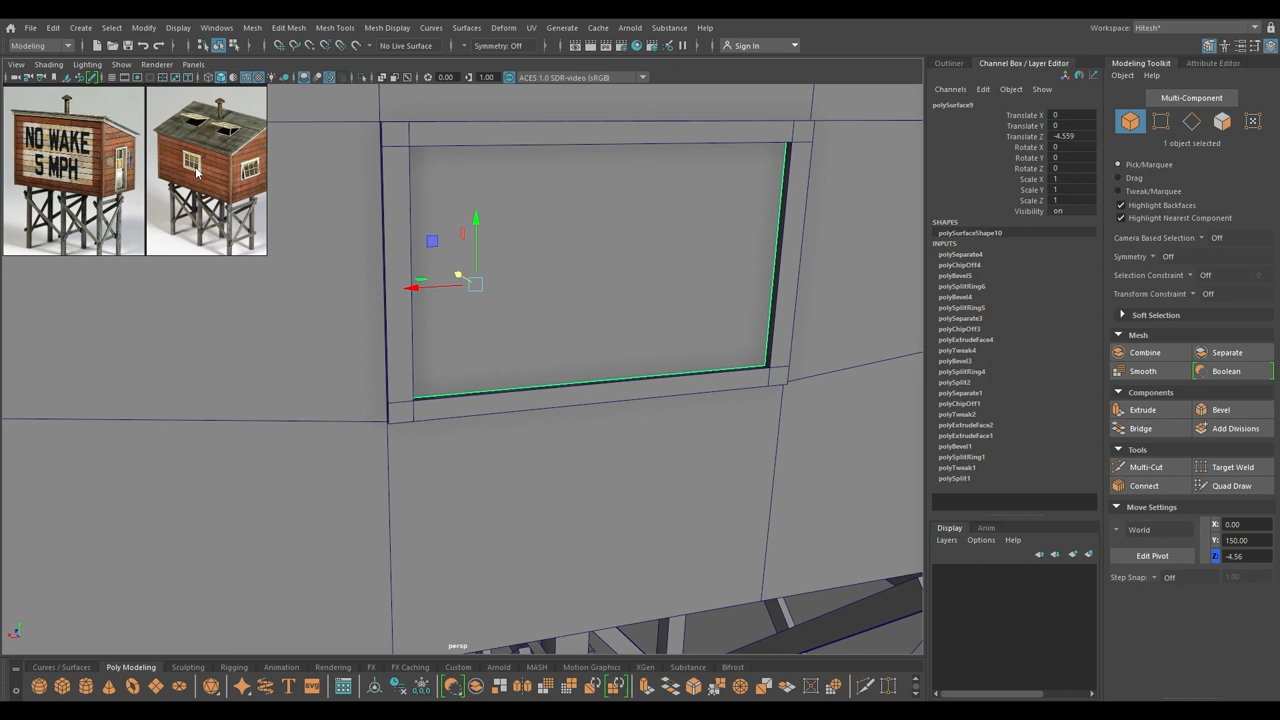 File Edit Create Select Modify Display Windows Mesh Edit Mesh Mesh Tools Mesh Display Curves Surfaces Deform UV Generate Cache Arnold Substance Help
Workspace: Hitesh*
Modeling No Live Surface Symmetry: Off Sign In
View Shading Lighting Show Renderer Panels
0.00 1.00 ACES 1.0 SDR-video (sRGB)
NO WAKE
5 MPH
persp
Outliner Channel Box / Layer Editor
Channels Edit Object Show
polySurface9
Translate X 0
Translate Y 0
Translate Z -4.559
Rotate X 0
Rotate Y 0
Rotate Z 0
Scale X 1
Scale Y 1
Scale Z 1
Visibility on
SHAPES
polySurfaceShape10
INPUTS
polySeparate4
polyChipOff4
polyBevel5
polySplitRing6
polyBevel4
polySplitRing5
polySeparate3
polyChipOff3
polyExtrudeFace4
polyTweak4
polyBevel3
polySplitRing4
polySplit2
polySeparate1
polyChipOff1
polyTweak2
polyExtrudeFace2
polyExtrudeFace1
polyBevel1
polySplitRing1
polyTweak1
polySplit1
Display Anim
Layers Options Help
Modeling Toolkit Attribute Editor
Object Help
Multi-Component
1 object selected
Pick/Marquee
Drag
Tweak/Marquee
Highlight Backfaces
Highlight Nearest Component
Camera Based Selection Off
Symmetry: Off
Selection Constraint Off 0
Transform Constraint Off
Soft Selection
Mesh
Combine Separate
Smooth Boolean
Components
Extrude Bevel
Bridge Add Divisions
Tools
Multi-Cut Target Weld
Connect Quad Draw
Move Settings
World X: 0.00
Y: 150.00
Edit Pivot Z: -4.56
Step Snap: Off 1.00
Curves / Surfaces Poly Modeling Sculpting Rigging Animation Rendering FX FX Caching Custom Arnold MASH Motion Graphics XGen Substance Bifrost